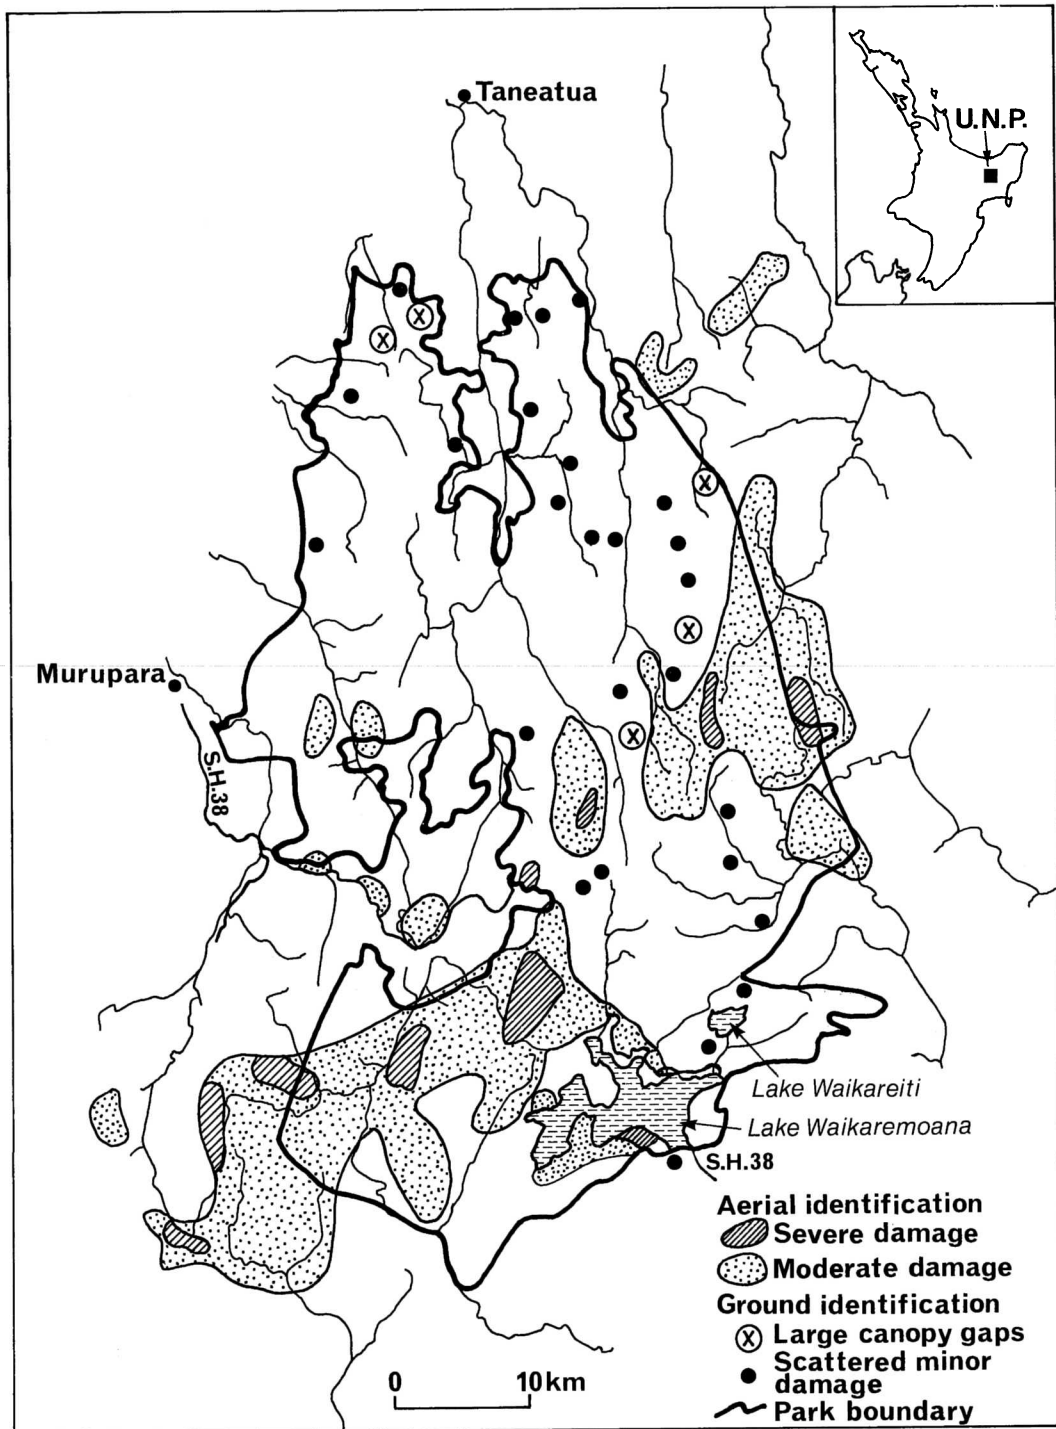 Taneatua
U.N.P.
Murupara
S.H.38
Lake Waikareiti
Lake Waikaremoana
S.H.38
Aerial identification
Severe damage
Moderate damage
Ground identification
X Large canopy gaps
Scattered minor
damage
Park boundary
0 10km
X
X
X
X
X